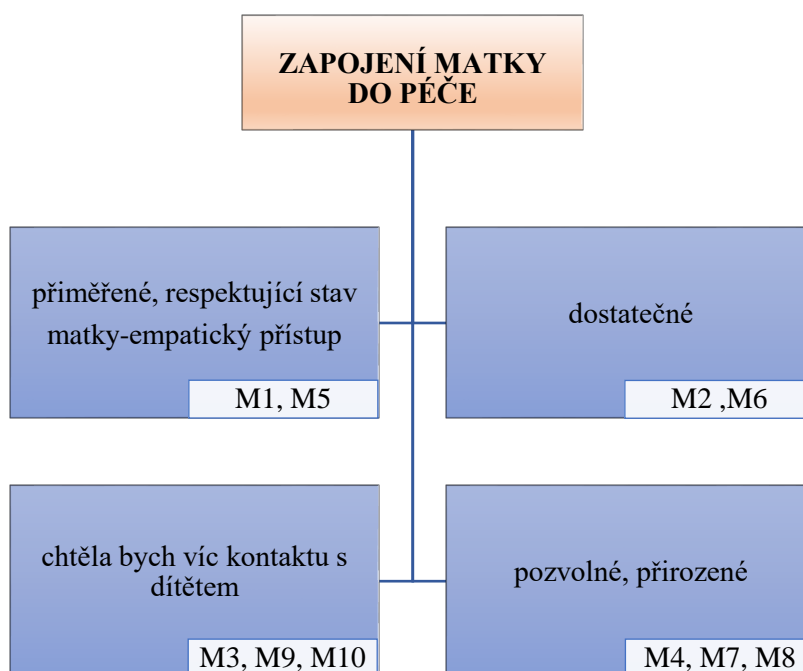 ZAPOJENÍ MATKY
DO PÉČE
přiměřené, respektující stav
matky-empatický přístup
M1, M5
dostatečné
M2 ,M6
chtěla bych víc kontaktu s
dítětem
M3, M9, M10
pozvolné, přirozené
M4, M7, M8